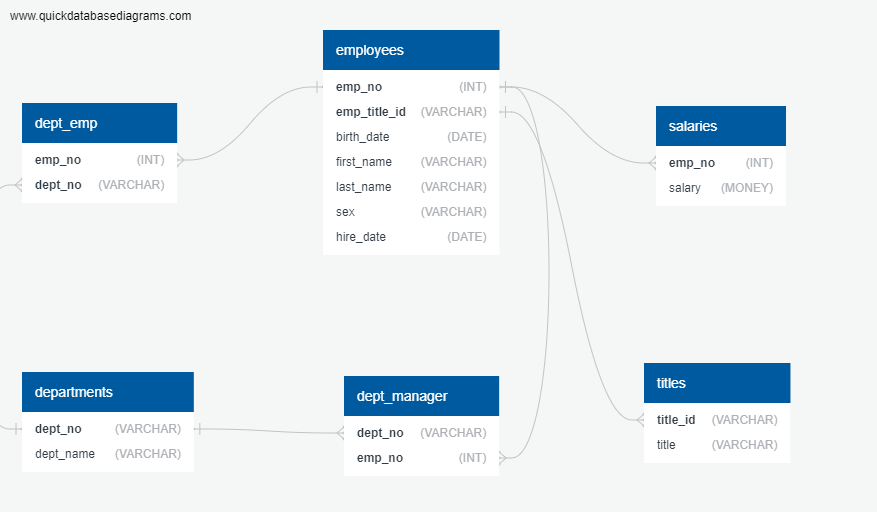 www.quickdatabasediagrams.com
employees
emp_no (INT)
emp_title_id (VARCHAR)
birth_date (DATE)
first_name (VARCHAR)
last_name (VARCHAR)
sex (VARCHAR)
hire_date (DATE)
dept_emp
emp_no (INT)
dept_no (VARCHAR)
salaries
emp_no (INT)
salary (MONEY)
departments
dept_no (VARCHAR)
dept_name (VARCHAR)
dept_manager
dept_no (VARCHAR)
emp_no (INT)
titles
title_id (VARCHAR)
title (VARCHAR)